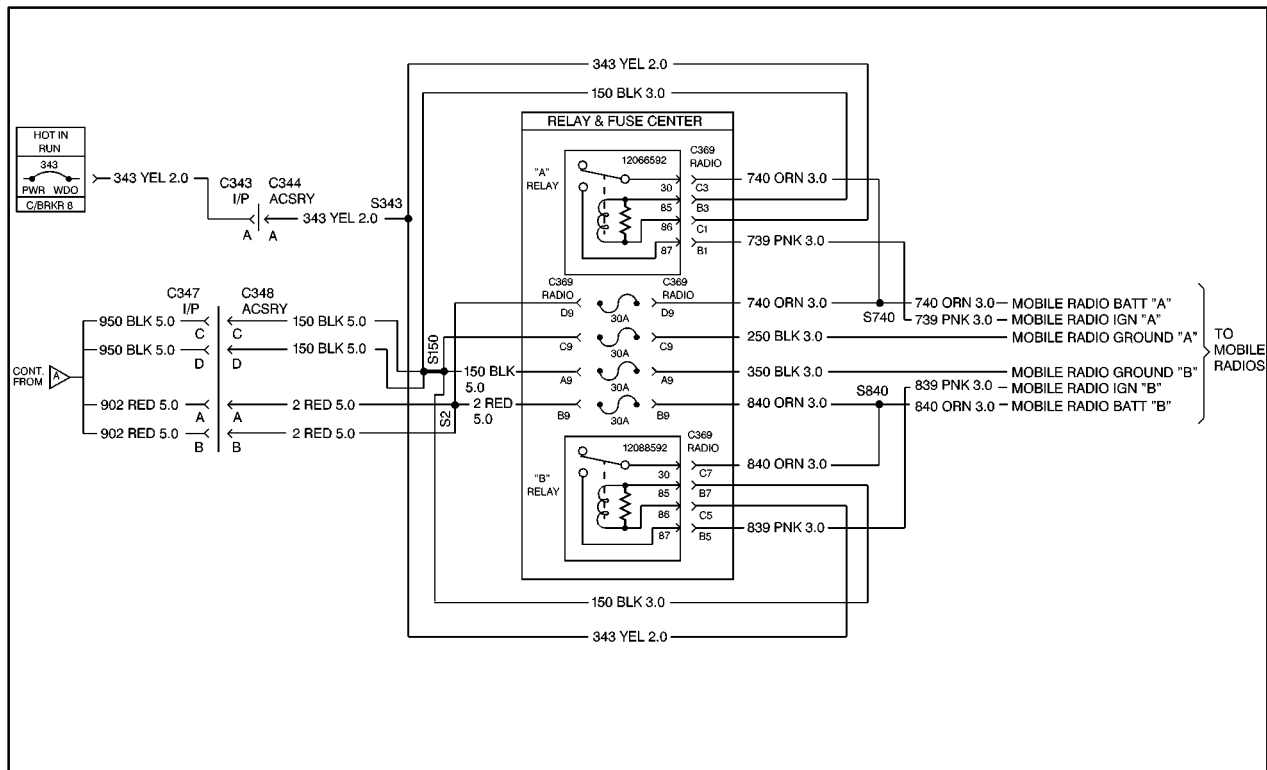 343 YEL 2.0
150 BLK 3.0
RELAY & FUSE CENTER
HOT IN
RUN
343
PWR WDO
C/BRKR 8
343 YEL 2.0
C343
I/P
C344
ACSRY
A
A
343 YEL 2.0
S343
"A"
RELAY
12066592
30
85
86
87
C369
RADIO
C3
B3
C1
B1
740 ORN 3.0
739 PNK 3.0
C347
I/P
C348
ACSRY
CONT.
FROM
A
950 BLK 5.0
C
C
150 BLK 5.0
950 BLK 5.0
D
D
150 BLK 5.0
902 RED 5.0
A
A
2 RED 5.0
902 RED 5.0
B
B
2 RED 5.0
S150
S2
150 BLK
5.0
2 RED
5.0
C369
RADIO
D9
30A
C369
RADIO
D9
740 ORN 3.0
S740
740 ORN 3.0
MOBILE RADIO BATT "A"
739 PNK 3.0
MOBILE RADIO IGN "A"
C9
30A
C9
250 BLK 3.0
MOBILE RADIO GROUND "A"
A9
30A
A9
350 BLK 3.0
MOBILE RADIO GROUND "B"
839 PNK 3.0
MOBILE RADIO IGN "B"
B9
30A
B9
840 ORN 3.0
S840
840 ORN 3.0
MOBILE RADIO BATT "B"
TO
MOBILE
RADIOS
"B"
RELAY
12088592
30
85
86
87
C369
RADIO
C7
B7
C5
B5
840 ORN 3.0
839 PNK 3.0
150 BLK 3.0
343 YEL 2.0